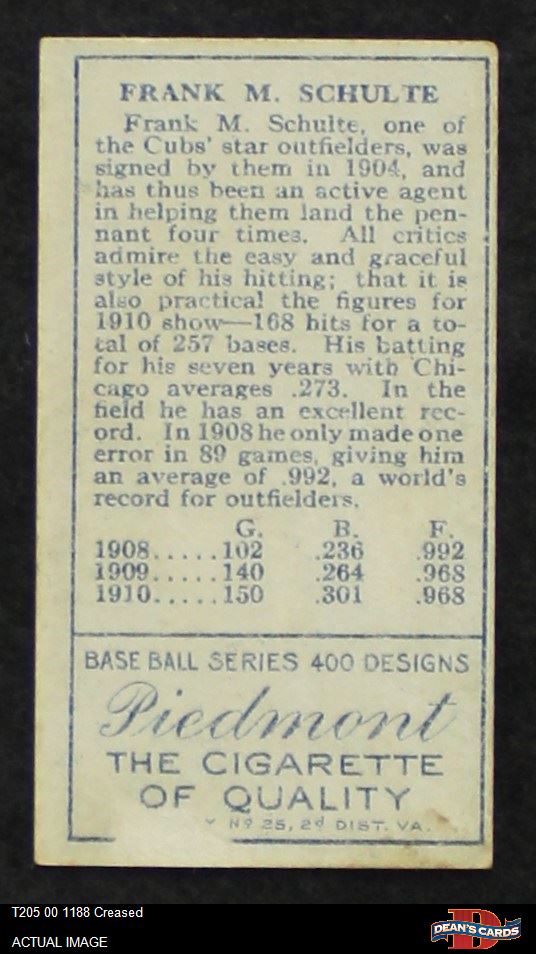 FRANK M. SCHULTE
Frank M. Schulte, one of
the Cubs' star outfielders, was
signed by them in 1904, and
has thus been an active agent
in helping them land the pen-
nant four times. All critics
admire the easy and graceful
style of his hitting; that it is
also practical the figures for
1910 show—168 hits for a to-
tal of 257 bases. His batting
for his seven years with Chi-
cago averages .273. In the
field he has an excellent rec-
ord. In 1908 he only made one
error in 89 games, giving him
an average of .992, a world's
record for outfielders.
G. B. F.
1908.....102 .236 .992
1909.....140 .264 .968
1910.....150 .301 .968
BASE BALL SERIES 400 DESIGNS
Piedmont
THE CIGARETTE
OF QUALITY
Y No 25, 2d DIST. VA.
T205 00 1188 Creased
ACTUAL IMAGE
DEAN'S CARDS